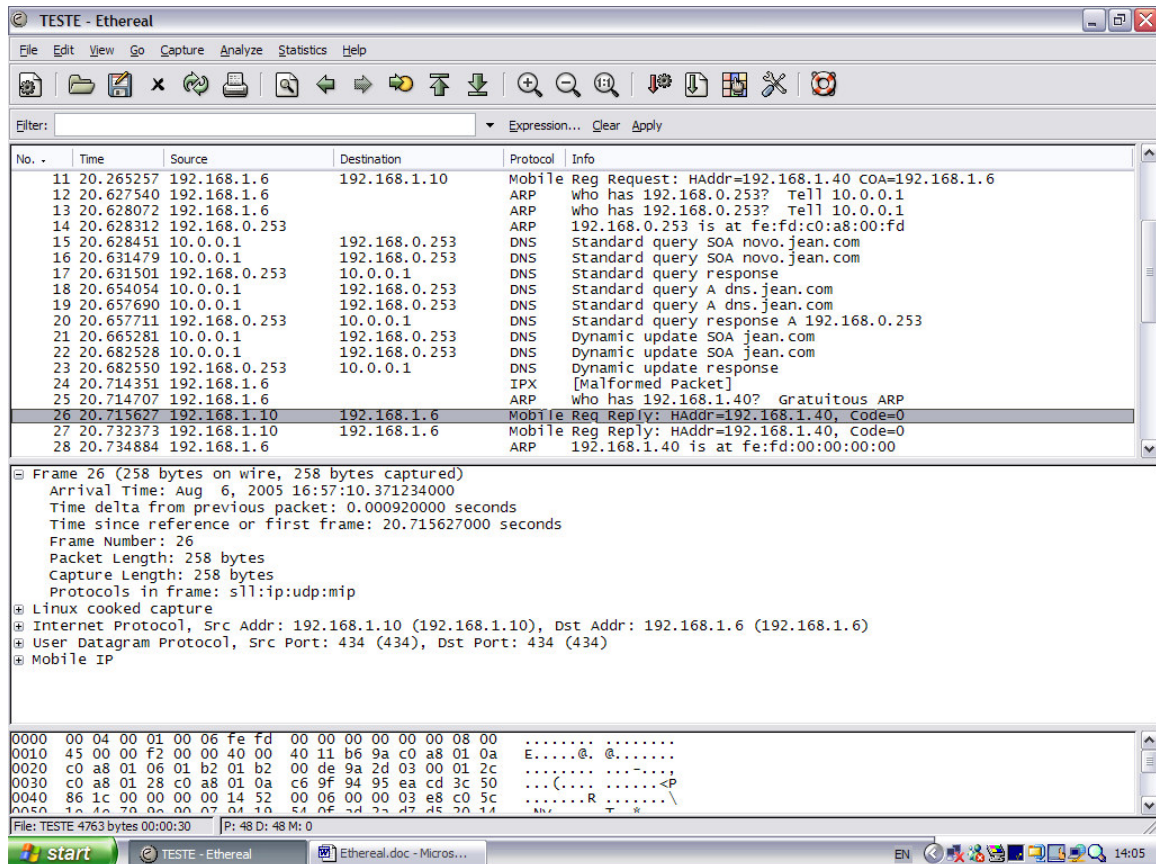 TESTE - Ethereal
File Edit View Go Capture Analyze Statistics Help
Filter: Expression... Clear Apply
No. Time Source Destination Protocol Info
11 20.265257 192.168.1.6 192.168.1.10 Mobile Reg Request: HAddr=192.168.1.40 COA=192.168.1.6
12 20.627540 192.168.1.6 ARP Who has 192.168.0.253? Tell 10.0.0.1
13 20.628072 192.168.1.6 ARP Who has 192.168.0.253? Tell 10.0.0.1
14 20.628312 192.168.0.253 ARP 192.168.0.253 is at fe:fd:c0:a8:00:fd
15 20.628451 10.0.0.1 192.168.0.253 DNS Standard query SOA novo.jean.com
16 20.631479 10.0.0.1 192.168.0.253 DNS Standard query SOA novo.jean.com
17 20.631501 192.168.0.253 10.0.0.1 DNS Standard query response
18 20.654054 10.0.0.1 192.168.0.253 DNS Standard query A dns.jean.com
19 20.657690 10.0.0.1 192.168.0.253 DNS Standard query A dns.jean.com
20 20.657711 192.168.0.253 10.0.0.1 DNS Standard query response A 192.168.0.253
21 20.665281 10.0.0.1 192.168.0.253 DNS Dynamic update SOA jean.com
22 20.682528 10.0.0.1 192.168.0.253 DNS Dynamic update SOA jean.com
23 20.682550 192.168.0.253 10.0.0.1 DNS Dynamic update response
24 20.714351 192.168.1.6 IPX [Malformed Packet]
25 20.714707 192.168.1.6 ARP Who has 192.168.1.40? Gratuitous ARP
26 20.715627 192.168.1.10 192.168.1.6 Mobile Reg Reply: HAddr=192.168.1.40, Code=0
27 20.732373 192.168.1.10 192.168.1.6 Mobile Reg Reply: HAddr=192.168.1.40, Code=0
28 20.734884 192.168.1.6 ARP 192.168.1.40 is at fe:fd:00:00:00:00
Frame 26 (258 bytes on wire, 258 bytes captured)
Arrival Time: Aug 6, 2005 16:57:10.371234000
Time delta from previous packet: 0.000920000 seconds
Time since reference or first frame: 20.715627000 seconds
Frame Number: 26
Packet Length: 258 bytes
Capture Length: 258 bytes
Protocols in frame: sll:ip:udp:mip
Linux cooked capture
Internet Protocol, Src Addr: 192.168.1.10 (192.168.1.10), Dst Addr: 192.168.1.6 (192.168.1.6)
User Datagram Protocol, Src Port: 434 (434), Dst Port: 434 (434)
Mobile IP
0000 00 04 00 01 00 06 fe fd 00 00 00 00 00 00 08 00 ........ ........
0010 45 00 00 f2 00 00 40 00 40 11 b6 9a c0 a8 01 0a E.....@. @.......
0020 c0 a8 01 06 01 b2 01 b2 00 de 9a 2d 03 00 01 2c ........ ...-...,
0030 c0 a8 01 28 c0 a8 01 0a c6 9f 94 95 ea cd 3c 50 ...(.... ......<P
0040 86 1c 00 00 00 00 14 52 00 06 00 00 03 e8 c0 5c .......R .......\
0050
File: TESTE 4763 bytes 00:00:30 P: 48 D: 48 M: 0
start TESTE - Ethereal Ethereal.doc - Micros... EN 14:05